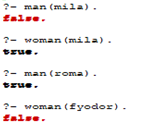 ?- man(mila).
false.
?- woman(mila).
true.
?- man(roma).
true.
?- woman(fyodor).
false.